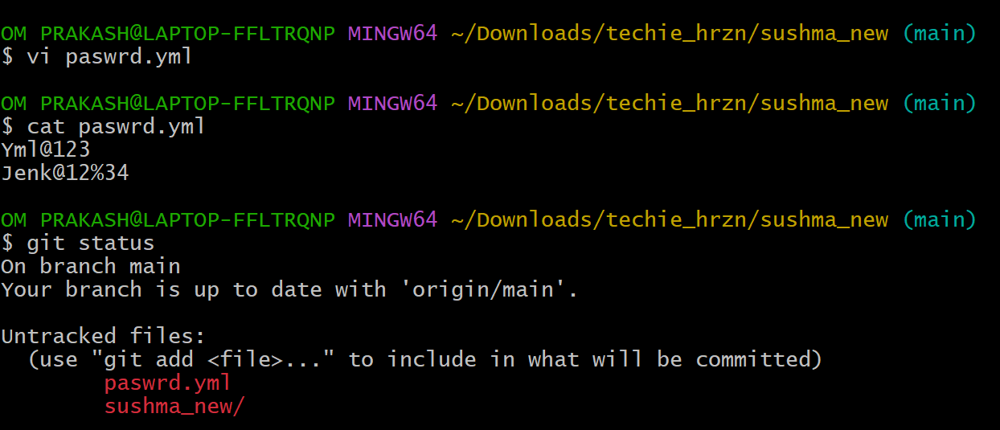 OM PRAKASH@LAPTOP-FFLTRQNP MINGW64 ~/Downloads/techie_hrzn/sushma_new (main)
$ vi paswrd.yml
OM PRAKASH@LAPTOP-FFLTRQNP MINGW64 ~/Downloads/techie_hrzn/sushma_new (main)
$ cat paswrd.yml
Yml@123
Jenk@12%34
OM PRAKASH@LAPTOP-FFLTRQNP MINGW64 ~/Downloads/techie_hrzn/sushma_new (main)
$ git status
On branch main
Your branch is up to date with 'origin/main'.
Untracked files:
  (use "git add <file>..." to include in what will be committed)
        paswrd.yml
        sushma_new/